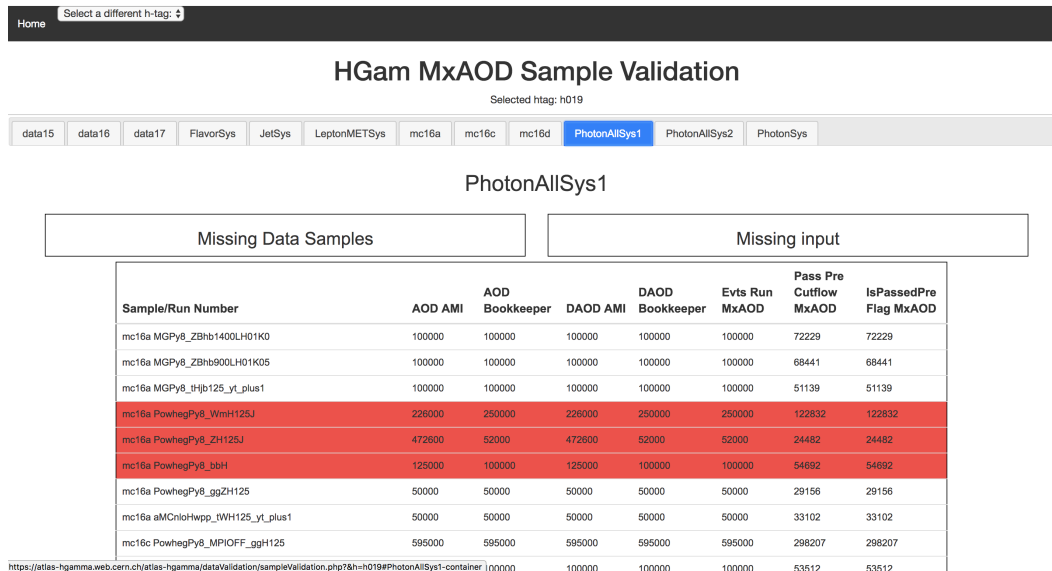 Home Select a different h-tag:
HGam MxAOD Sample Validation
Selected htag: h019
data15 data16 data17 FlavorSys JetSys LeptonMETSys mc16a mc16c mc16d PhotonAllSys1 PhotonAllSys2 PhotonSys
PhotonAllSys1
Missing Data Samples Missing input
Sample/Run Number AOD AMI AOD Bookkeeper DAOD AMI DAOD Bookkeeper Evts Run MxAOD Pass Pre Cutflow MxAOD IsPassedPre Flag MxAOD
mc16a MGPy8_ZBhb1400LH01K0 100000 100000 100000 100000 100000 72229 72229
mc16a MGPy8_ZBhb900LH01K05 100000 100000 100000 100000 100000 68441 68441
mc16a MGPy8_tHjb125_yt_plus1 100000 100000 100000 100000 100000 51139 51139
mc16a PowhegPy8_WmH125J 226000 250000 226000 250000 250000 122832 122832
mc16a PowhegPy8_ZH125J 472600 52000 472600 52000 52000 24482 24482
mc16a PowhegPy8_bbH 125000 100000 125000 100000 100000 54692 54692
mc16a PowhegPy8_ggZH125 50000 50000 50000 50000 50000 29156 29156
mc16a aMCnloHwpp_tWH125_yt_plus1 50000 50000 50000 50000 50000 33102 33102
mc16c PowhegPy8_MPIOFF_ggH125 595000 595000 595000 595000 595000 298207 298207
https://atlas-hgamma.web.cern.ch/atlas-hgamma/dataValidation/sampleValidation.php?&h=h019#PhotonAllSys1-container 100000 100000 100000 100000 53512 53512